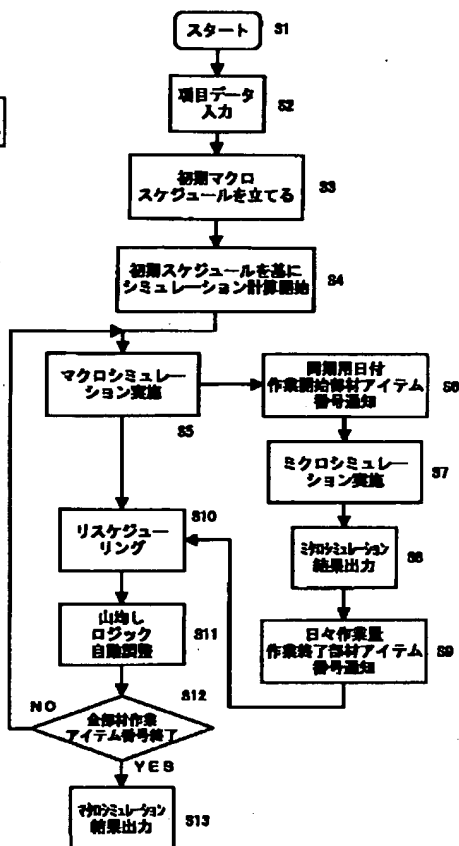 スタート
S1
項目データ
入力
S2
初期マクロ
スケジュールを立てる
S3
初期スケジュールを基に
シミュレーション計算開始
S4
マクロシミュレー
ション実施
S5
同期用日付
作業開始部材アイテム
番号通知
S6
ミクロシミュレー
ション実施
S7
ミクロシミュレーション
結果出力
S8
日々作業量
作業終了部材アイテム
番号通知
S9
リスケジュー
リング
S10
山均し
ロジック
自動調整
S11
全部材作業
アイテム番号終了
S12
NO
YES
マクロシミュレーション
結果出力
S13